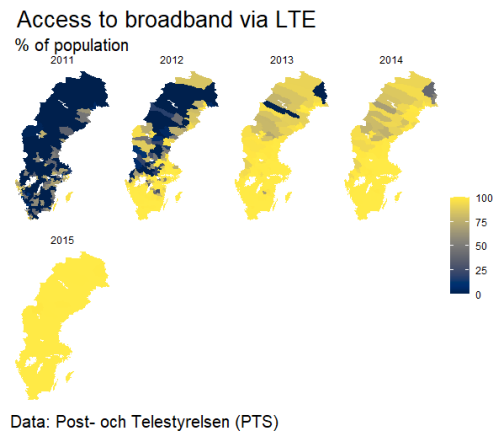 Access to broadband via LTE
% of population
2011 2012 2013 2014
100
75
50
25
0
2015
Data: Post- och Telestyrelsen (PTS)